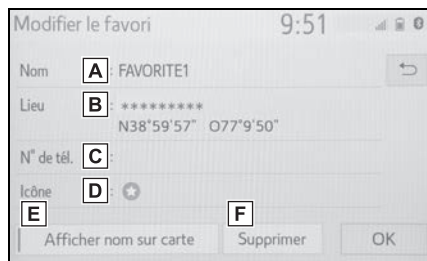 Modifier le favori 9:51
Nom A : FAVORITE1
Lieu B : *********
N38°59'57" O77°9'50"
N° de tél. C :
Icône D :
E F
Afficher nom sur carte Supprimer OK